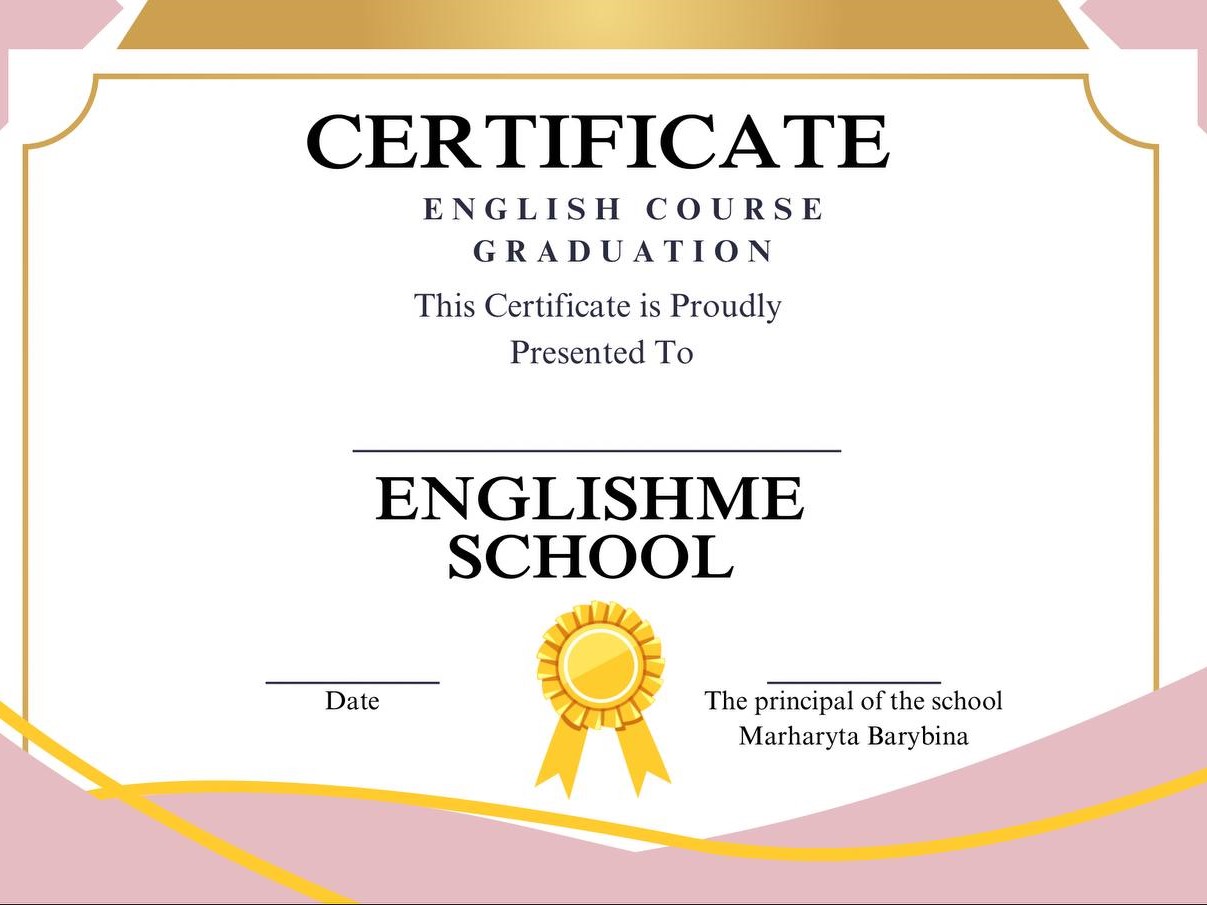 CERTIFICATE
ENGLISH COURSE
GRADUATION
This Certificate is Proudly
Presented To
ENGLISHME
SCHOOL
Date
The principal of the school
Marharyta Barybina